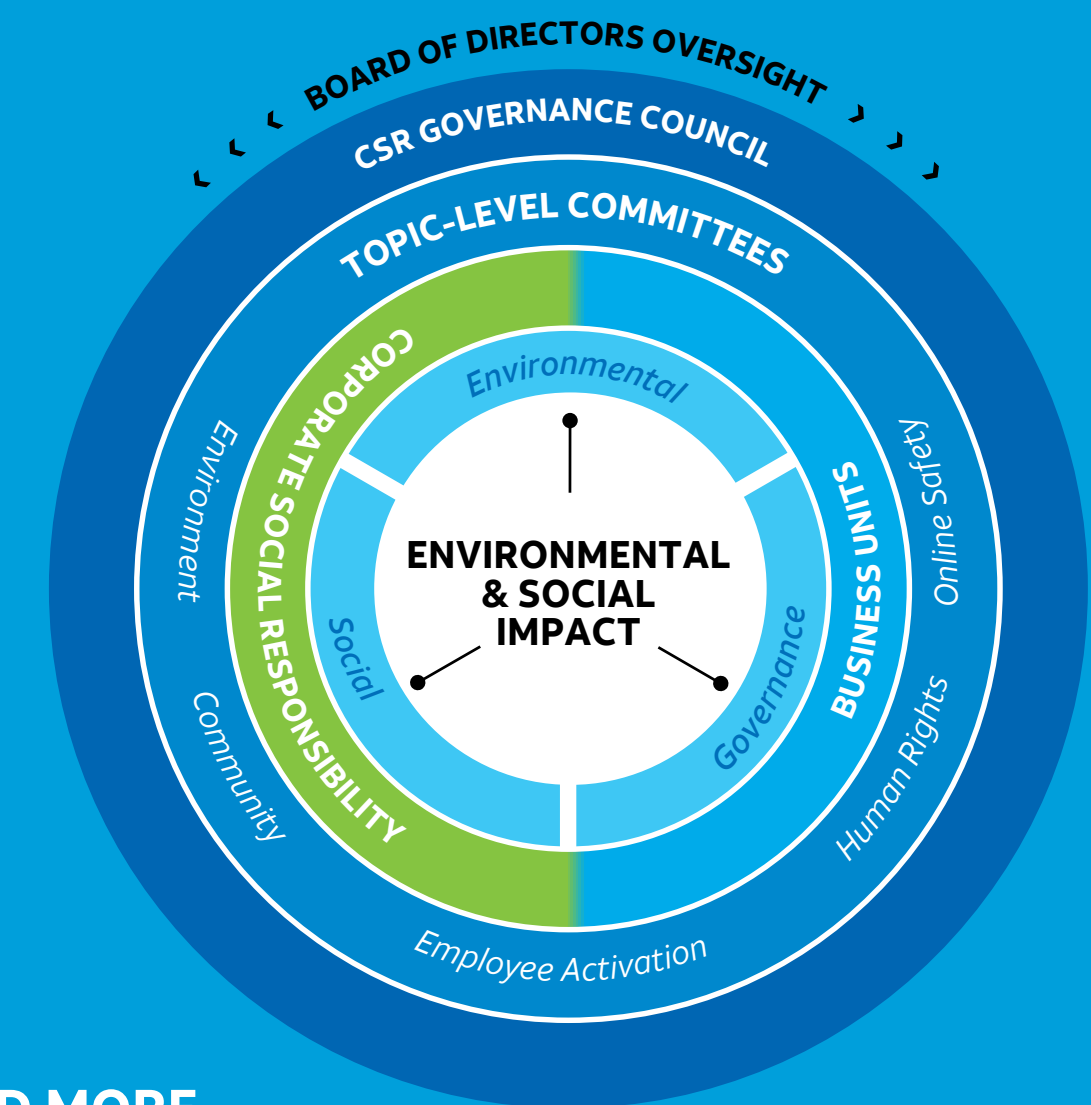 BOARD OF DIRECTORS OVERSIGHT
CSR GOVERNANCE COUNCIL
TOPIC-LEVEL COMMITTEES
CORPORATE SOCIAL RESPONSIBILITY
BUSINESS UNITS
Environmental
Social
Governance
ENVIRONMENTAL
& SOCIAL
IMPACT
Environment
Community
Employee Activation
Human Rights
Online Safety
D MORE